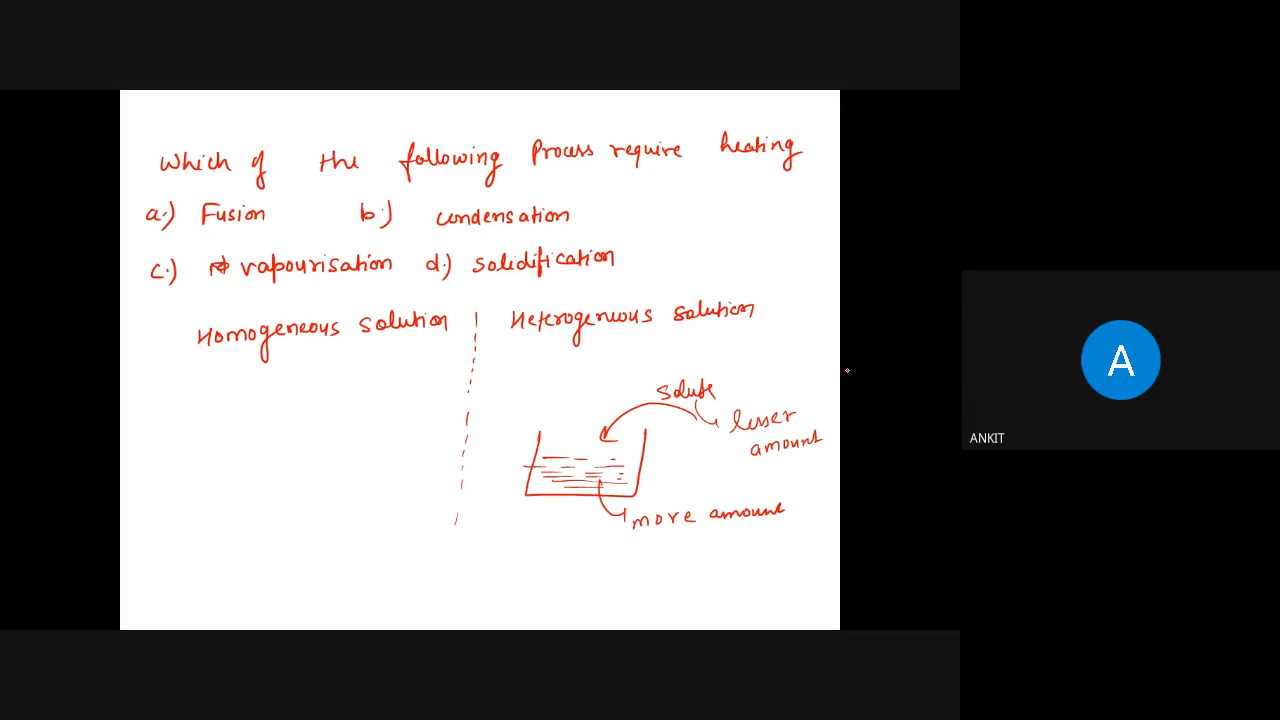 Which of the following Process require heating
a.) Fusion b.) condensation
c.) vapourisation d.) solidification
Homogeneous solution Heterogeneous solution
solute
lesser
amount
more amount
A
ANKIT